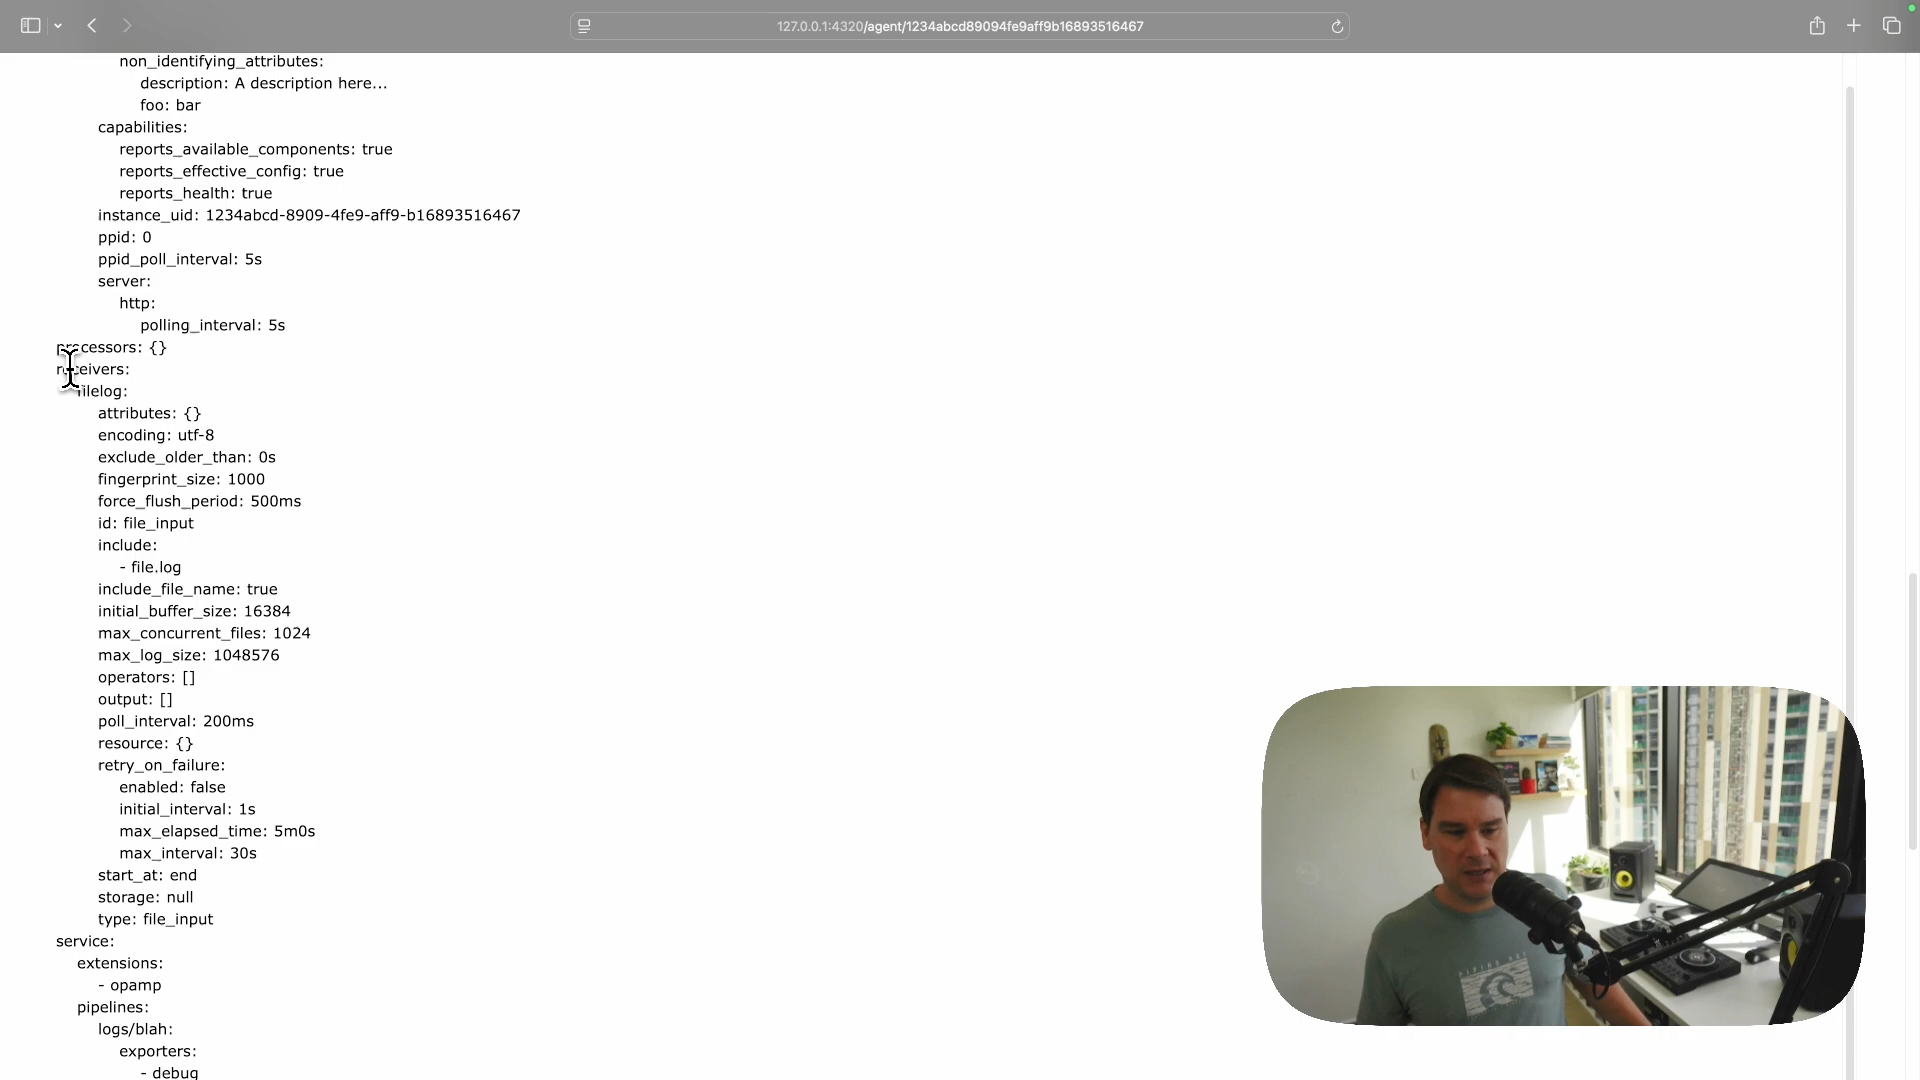 127.0.0.1:4320/agent/1234abcd89094fe9aff9b16893516467
non_identifying_attributes:
description: A description here...
foo: bar
capabilities:
reports_available_components: true
reports_effective_config: true
reports_health: true
instance_uid: 1234abcd-8909-4fe9-aff9-b16893516467
ppid: 0
ppid_poll_interval: 5s
server:
http:
polling_interval: 5s
processors: {}
receivers:
filelog:
attributes: {}
encoding: utf-8
exclude_older_than: 0s
fingerprint_size: 1000
force_flush_period: 500ms
id: file_input
include:
- file.log
include_file_name: true
initial_buffer_size: 16384
max_concurrent_files: 1024
max_log_size: 1048576
operators: []
output: []
poll_interval: 200ms
resource: {}
retry_on_failure:
enabled: false
initial_interval: 1s
max_elapsed_time: 5m0s
max_interval: 30s
start_at: end
storage: null
type: file_input
service:
extensions:
- opamp
pipelines:
logs/blah:
exporters:
- debug